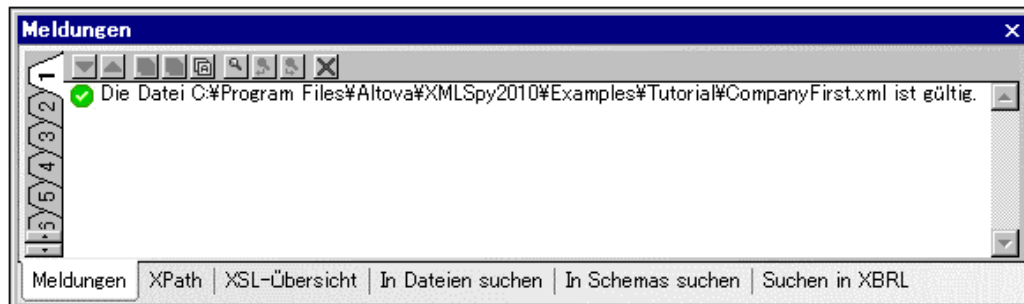 Meldungen
1
2
3
4
5
6
Die Datei C:¥Program Files¥Altova¥XMLSpy2010¥Examples¥Tutorial¥CompanyFirst.xml ist gültig.
Meldungen XPath XSL-Übersicht In Dateien suchen In Schemas suchen Suchen in XBRL